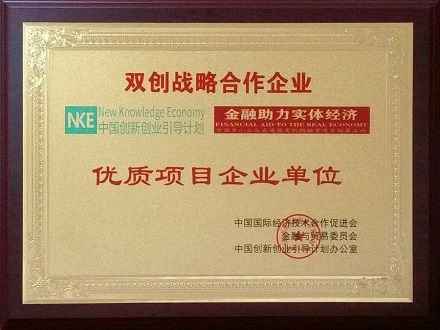 双创战略合作企业
NKE
New Knowledge Economy
中国创新创业引导计划
金融助力实体经济
FINANCIAL AID TO THE REAL ECONOMY
优质项目企业单位
中国国际经济技术合作促进会
金融与贸易委员会
中国创新创业引导计划办公室